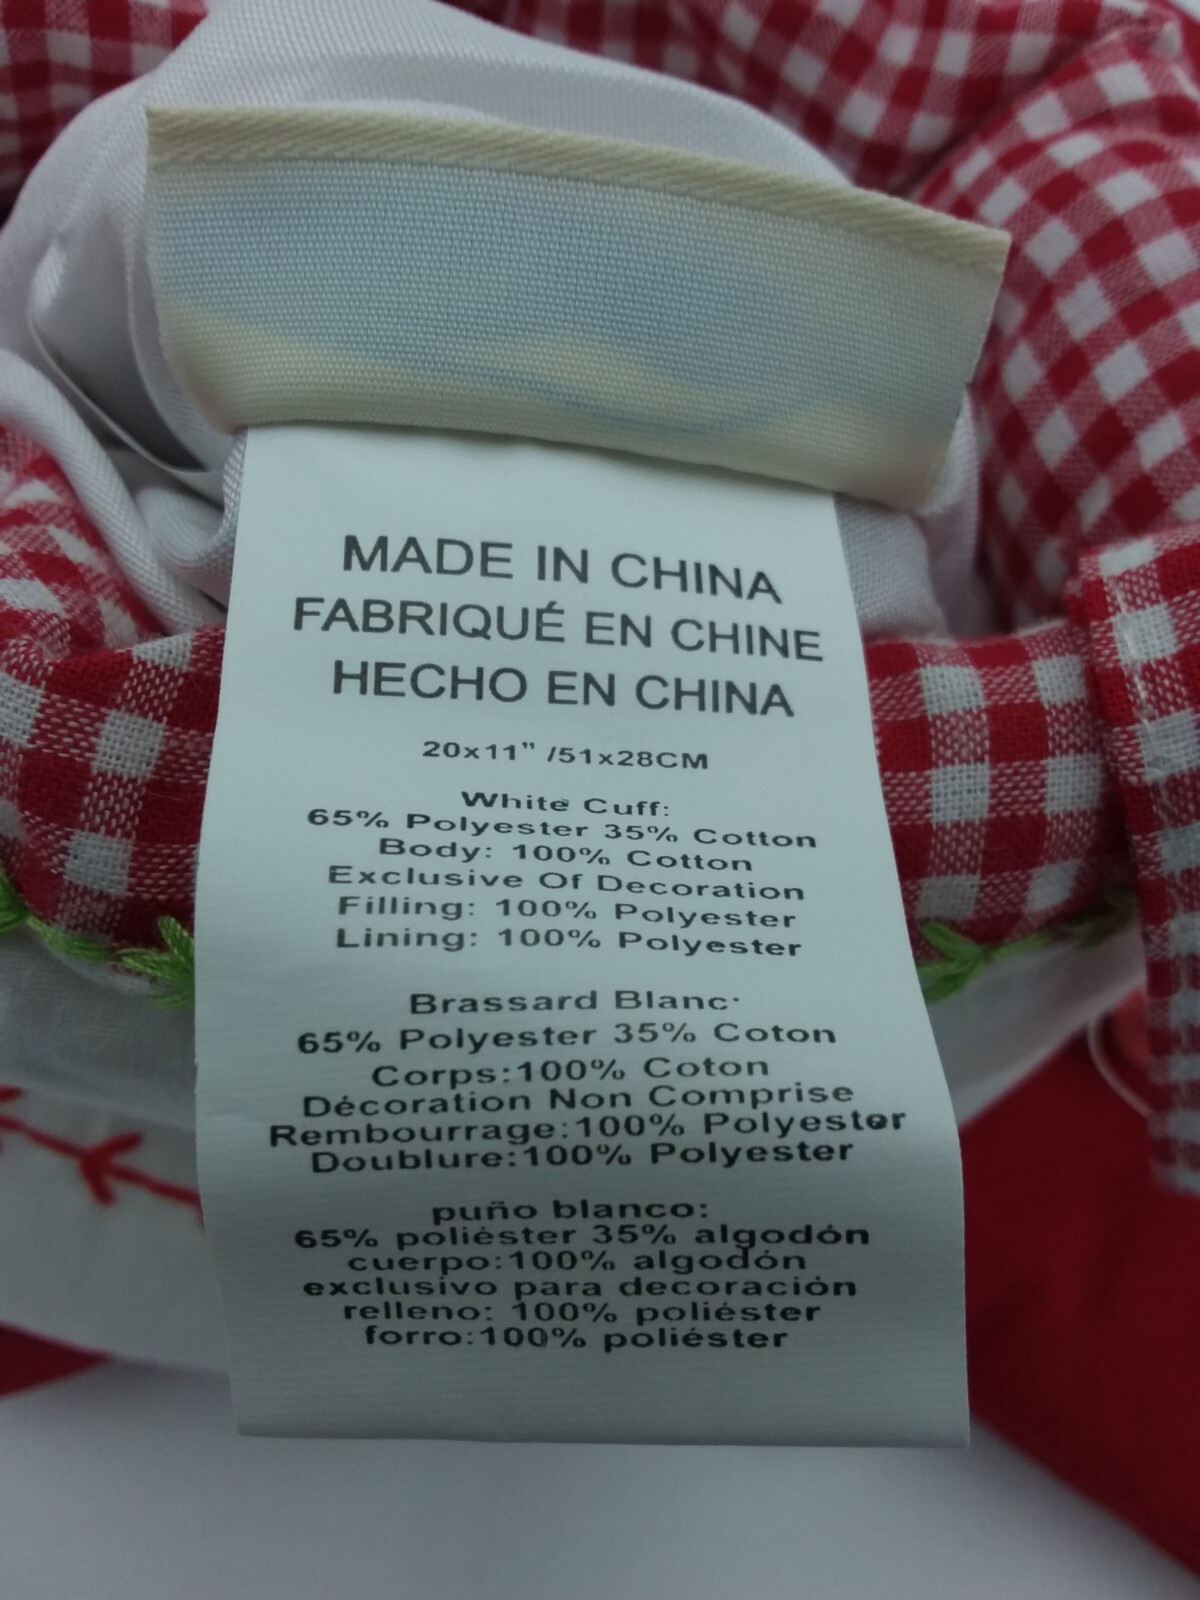 MADE IN CHINA
FABRIQUÉ EN CHINE
HECHO EN CHINA
20x11” /51x28CM
White Cuff:
65% Polyester 35% Cotton
Body: 100% Cotton
Exclusive Of Decoration
Filling: 100% Polyester
Lining: 100% Polyester
Brassard Blanc:
65% Polyester 35% Coton
Corps:100% Coton
Décoration Non Comprise
Rembourrage:100% Polyester
Doublure:100% Polyester
puño blanco:
65% poliéster 35% algodón
cuerpo:100% algodón
exclusivo para decoración
relleno: 100% poliéster
forro:100% poliéster